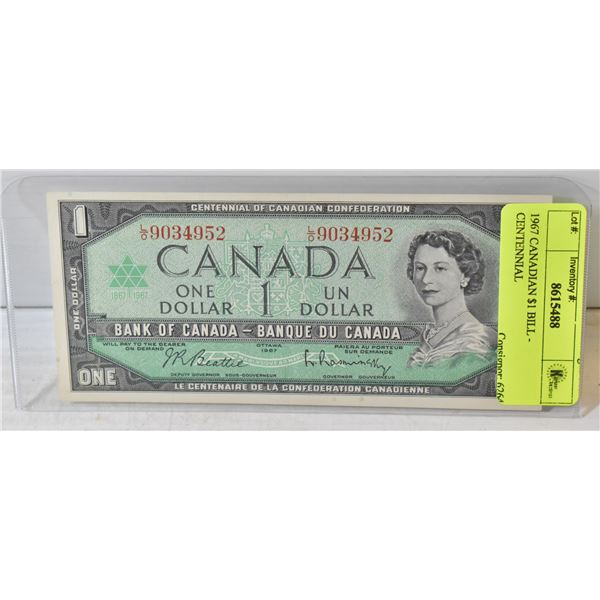 CENTENNIAL OF CANADIAN CONFEDERATION
1
L/O 9034952 L/O 9034952
CANADA
1867 1967
ONE DOLLAR 1 UN DOLLAR
ONE DOLLAR
BANK OF CANADA – BANQUE DU CANADA
WILL PAY TO THE BEARER ON DEMAND
OTTAWA 1967
PAIERA AU PORTEUR SUR DEMANDE
J.R. Beattie
L. Rasminsky
DEPUTY GOVERNOR SOUS-GOUVERNEUR
GOVERNOR GOUVERNEUR
ONE
LE CENTENAIRE DE LA CONFÉDÉRATION CANADIENNE
Lot #:
Inventory #:
8615488
1967 CANADIAN $1 BILL -
CENTENNIAL